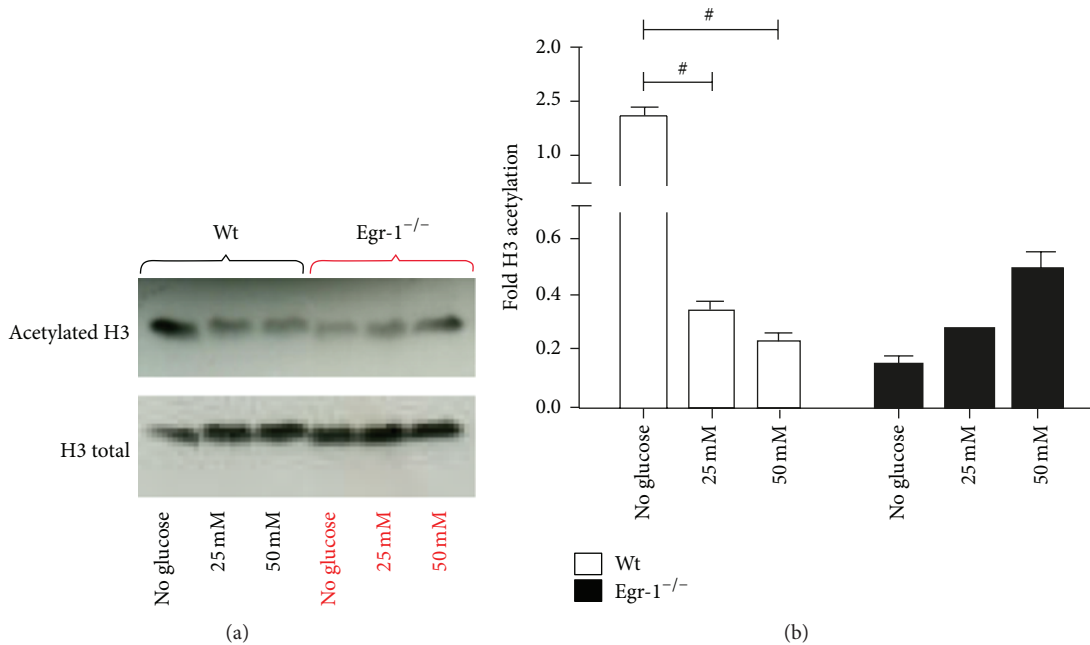 Wt
Egr-1−/−
Acetylated H3
H3 total
No glucose
25 mM
50 mM
No glucose
25 mM
50 mM
(a)
#
#
2.0
2.5
1.0
0.6
0.4
0.2
0.0
Fold H3 acetylation
No glucose
25 mM
50 mM
No glucose
25 mM
50 mM
Wt
Egr-1−/−
(b)